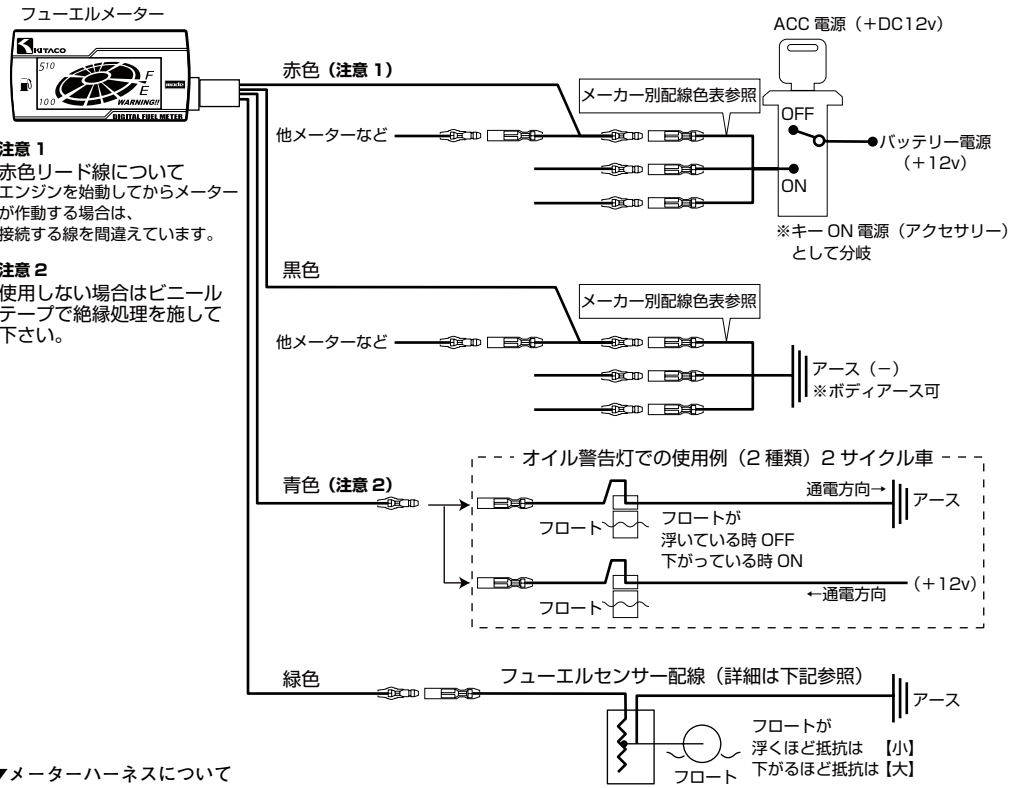 フューエルメーター
KITACO
510
F
E
100
WARNING!!
DIGITAL FUEL METER
注意 1
赤色リード線について
エンジンを始動してからメーター
が作動する場合は、
接続する線を間違えています。
注意 2
使用しない場合はビニール
テープで絶縁処理を施して
下さい。
赤色（注意 1）
他メーターなど
メーカー別配線色表参照
ACC 電源（＋DC12v）
OFF
ON
バッテリー電源
（＋12v）
※キー ON 電源（アクセサリー）
として分岐
黒色
他メーターなど
メーカー別配線色表参照
アース（−）
※ボディアース可
青色（注意 2）
オイル警告灯での使用例（2 種類）2 サイクル車
通電方向→
アース
フロート
フロートが
浮いている時 OFF
下がっている時 ON
フロート
←通電方向
（＋12v）
緑色
フューエルセンサー配線（詳細は下記参照）
アース
フロート
フロートが
浮くほど抵抗は 【小】
下がるほど抵抗は【大】
▼メーターハーネスについて